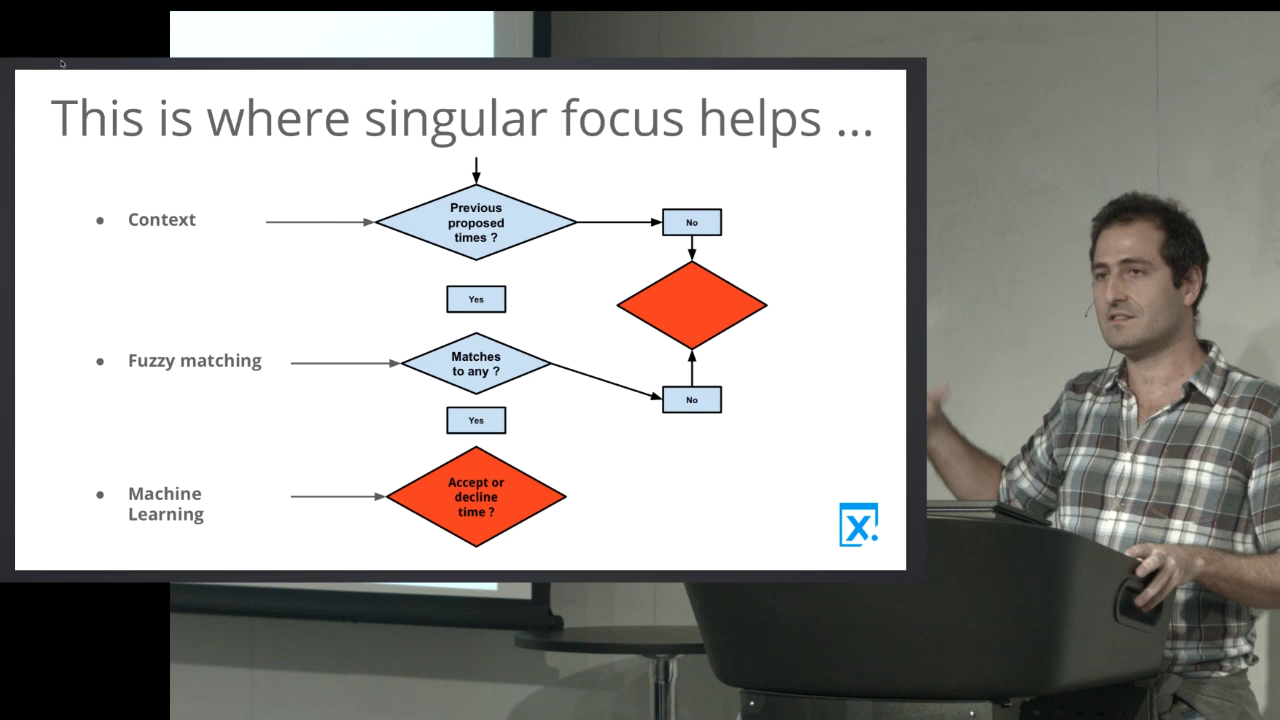 This is where singular focus helps ...
• Context
Previous
proposed
times ?
No
Yes
• Fuzzy matching
Matches
to any ?
No
Yes
• Machine
Learning
Accept or
decline
time ?
X.